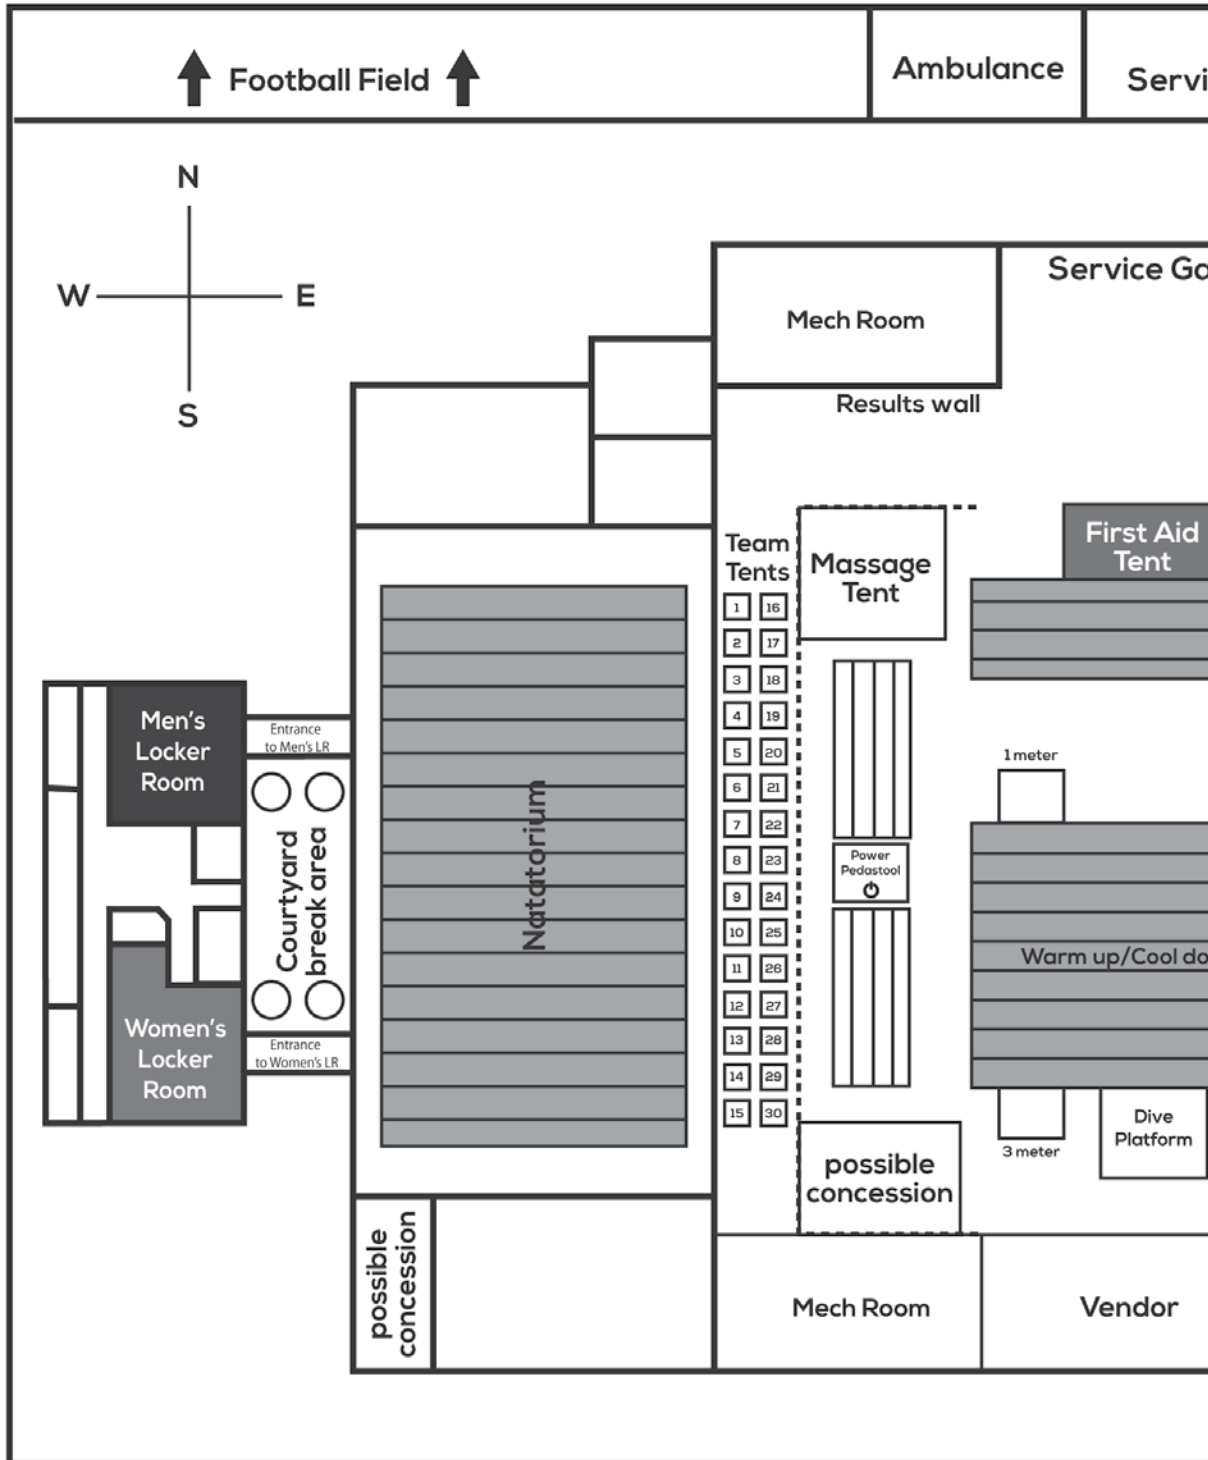 Football Field
Ambulance
Servi
N
W
E
S
Service Ga
Mech Room
Results wall
Team
Tents
Massage
Tent
First Aid
Tent
1 16
2 17
3 18
4 19
5 20
6 21
7 22
8 23
9 24
10 25
11 26
12 27
13 28
14 29
15 30
Men's
Locker
Room
Entrance
to Men's LR
Courtyard
break area
Natatorium
Power
Pedastool
1 meter
Warm up/Cool do
Women's
Locker
Room
Entrance
to Women's LR
3 meter
Dive
Platform
possible
concession
possible
concession
Mech Room
Vendor